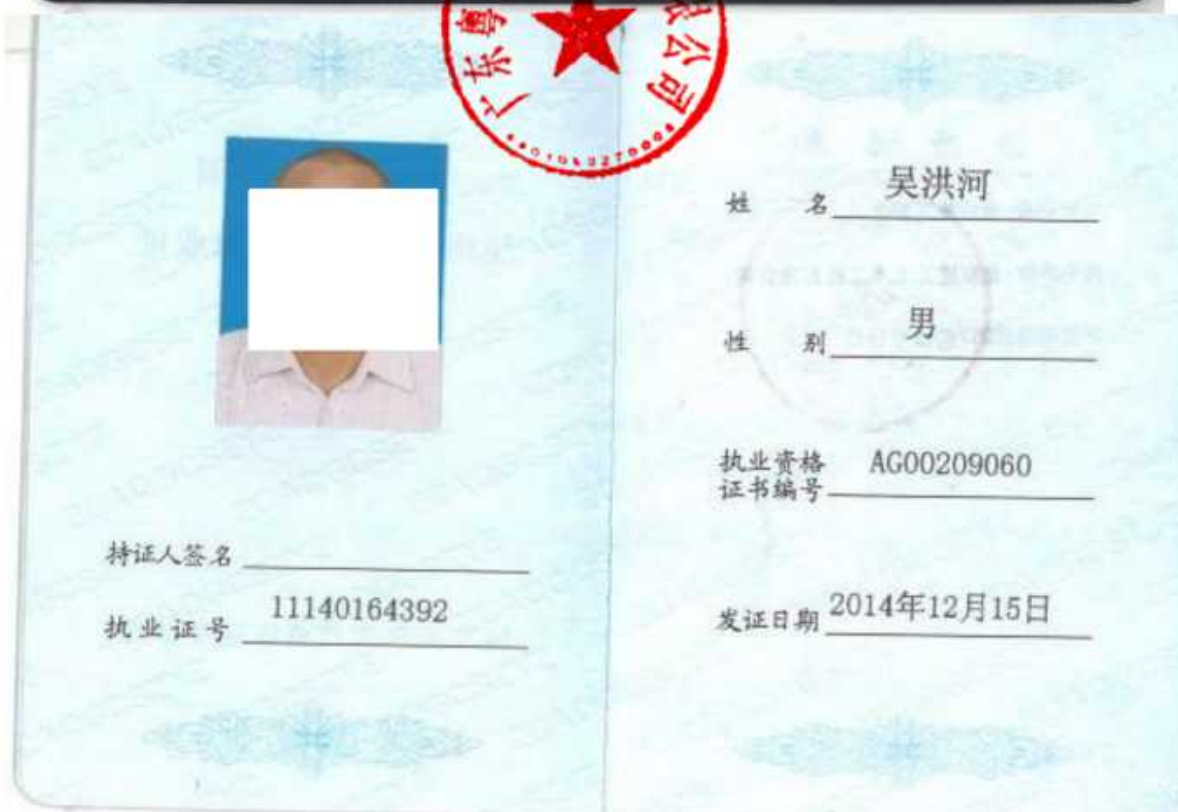 广东粤
限公司
持证人签名
执业证号 11140164392
姓 名 吴洪河
性 别 男
执业资格
证书编号 AG00209060
发证日期 2014年12月15日